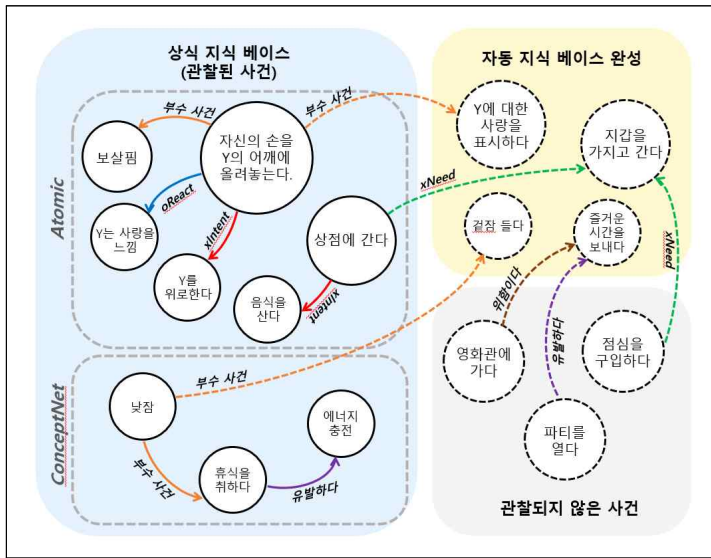 상식 지식 베이스
(관찰된 사건)
자동 지식 베이스 완성
부수 사건
부수 사건
자신의 손을
Y의 어깨에
올려놓는다.
보살핌
Y에 대한
사랑을
표시하다
지갑을
가지고 간다
Atomic
oReact
xIntent
xNeed
Y는 사랑을
느낌
상점에 간다
겉잠 들다
즐거운
시간을
보내다
xNeed
Y를
위로한다
음식을
산다
xIntent
위함이다
유발하다
영화관에
가다
점심을
구입하다
ConceptNet
낮잠
부수 사건
에너지
충전
부수 사건
휴식을
취하다
유발하다
파티를
열다
관찰되지 않은 사건